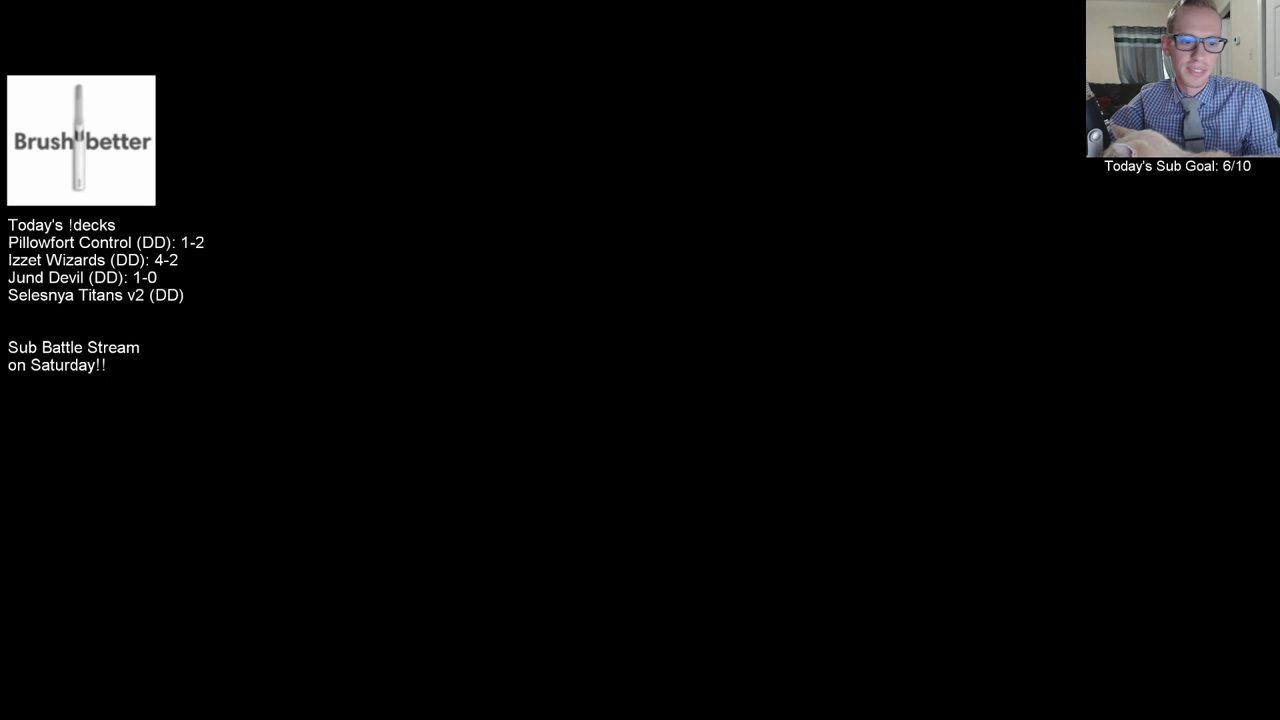 Brush better
Today's !decks
Pillowfort Control (DD): 1-2
Izzet Wizards (DD): 4-2
Jund Devil (DD): 1-0
Selesnya Titans v2 (DD)
Sub Battle Stream
on Saturday!!
Today's Sub Goal: 6/10